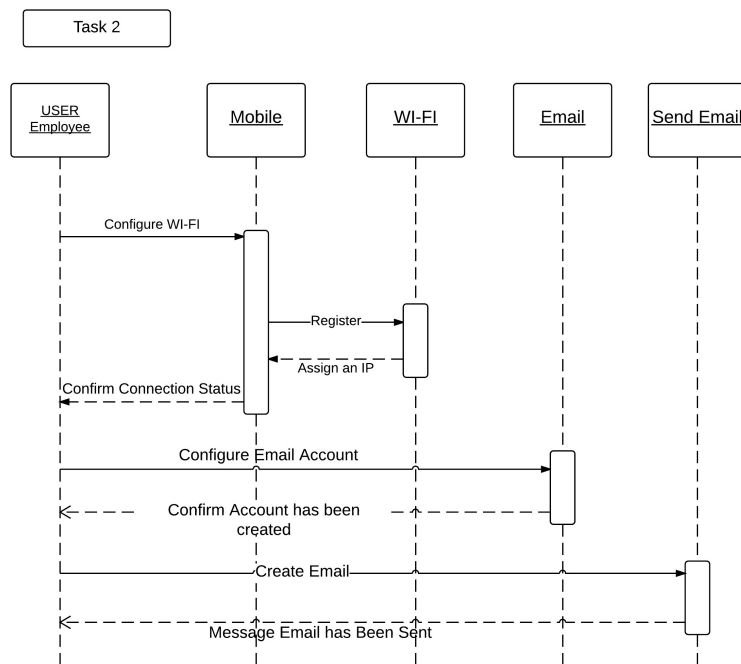 Task 2
USER
Employee
Mobile
WI-FI
Email
Send Email
Configure WI-FI
Register
Assign an IP
Confirm Connection Status
Configure Email Account
Confirm Account has been
created
Create Email
Message Email has Been Sent